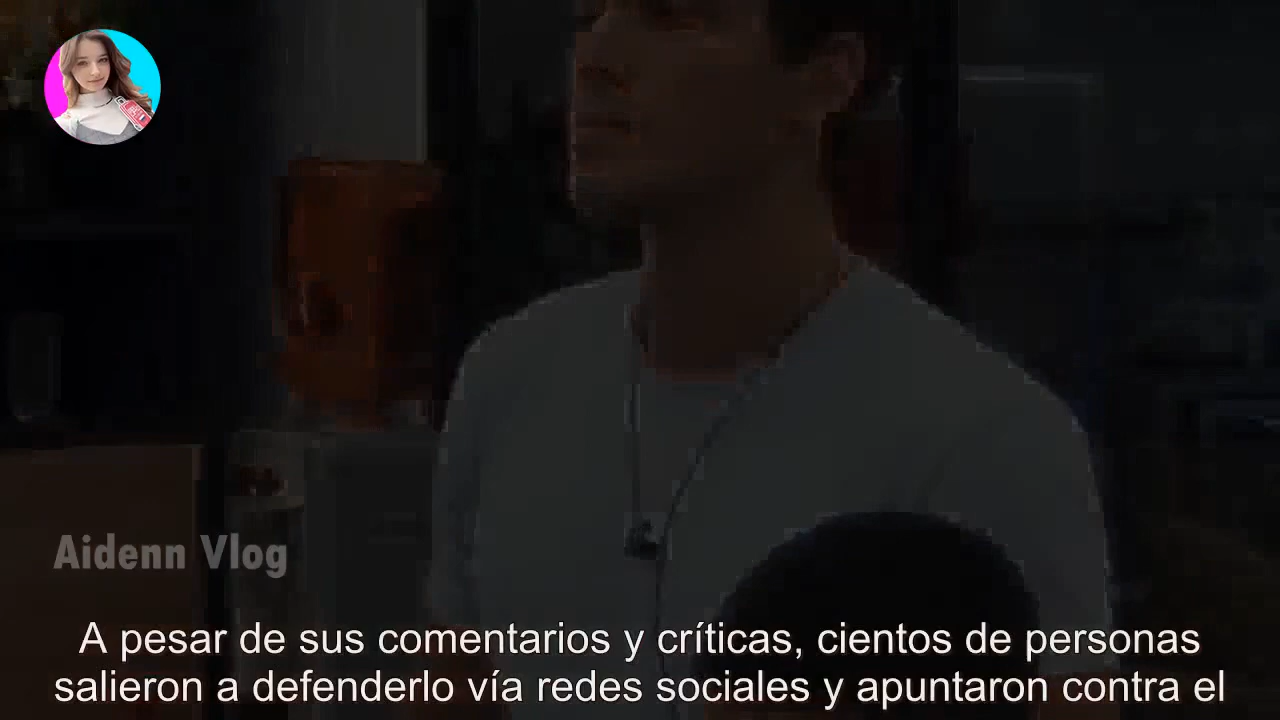 Aidenn Vlog
A pesar de sus comentarios y críticas, cientos de personas
salieron a defenderlo vía redes sociales y apuntaron contra el